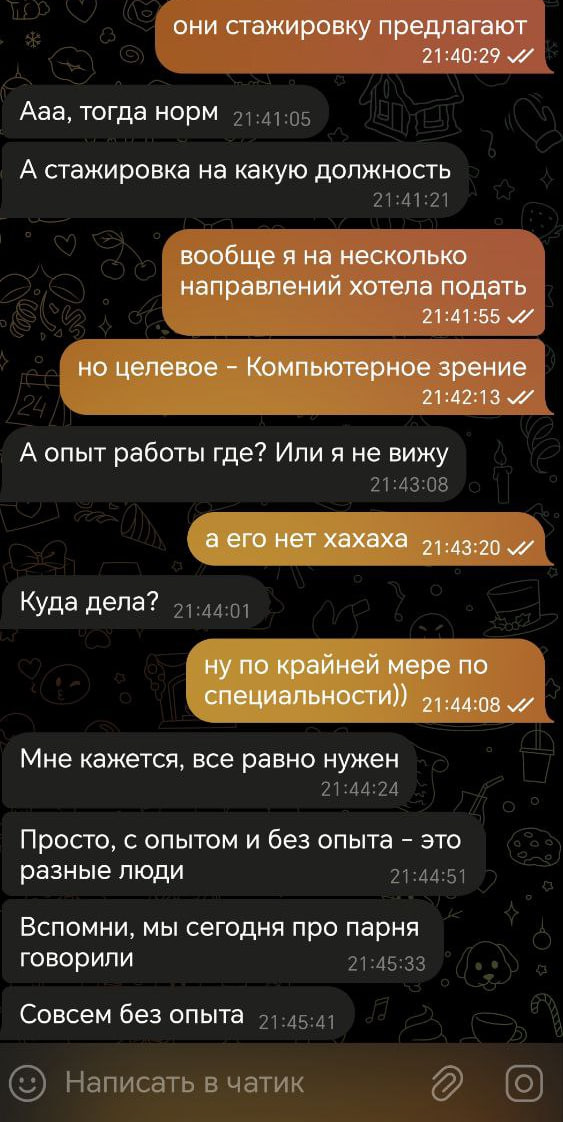 они стажировку предлагают
21:40:29
Ааа, тогда норм 21:41:05
А стажировка на какую должность
21:41:21
вообще я на несколько
направлений хотела подать
21:41:55
но целевое - Компьютерное зрение
21:42:13
А опыт работы где? Или я не вижу
21:43:08
а его нет хахаха 21:43:20
Куда дела? 21:44:01
ну по крайней мере по
специальности)) 21:44:08
Мне кажется, все равно нужен
21:44:24
Просто, с опытом и без опыта - это
разные люди 21:44:51
Вспомни, мы сегодня про парня
говорили 21:45:33
Совсем без опыта 21:45:41
Написать в чатик